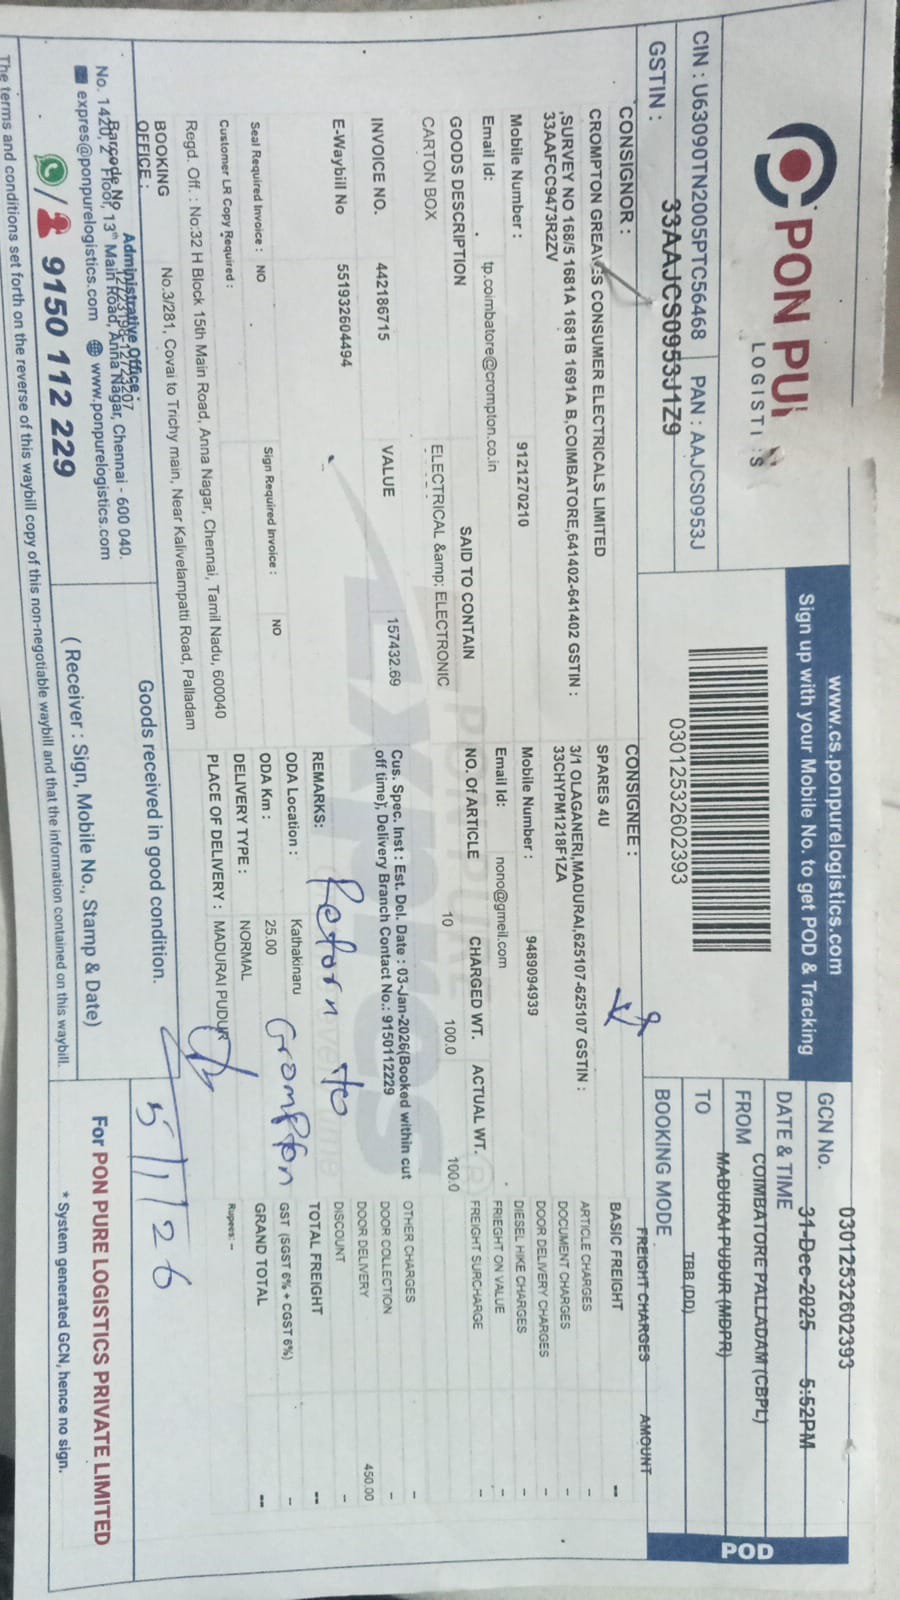 PON PU
LOGISTI S
CIN : U63090TN2005PTC56468
PAN : AAJCS0953J
GSTIN : 33AAJCS0953J1Z9
www.cs.ponpurelogistics.com
Sign up with your Mobile No. to get POD & Tracking
03012532602393
GCN No. 03012532602393
DATE & TIME 31-Dec-2025 5:52PM
FROM COIMBATORE PALLADAM (CBPL)
TO MADURAI PUDUR (MDPR)
BOOKING MODE TBB (DD)
POD
CONSIGNOR :
CROMPTON GREAVES CONSUMER ELECTRICALS LIMITED
,SURVEY NO 168/5 1681A 1681B 1691A B,COIMBATORE,641402-641402 GSTIN :
33AAFCC9473R2ZV
Mobile Number : 9121270210
Email Id: tp.coimbatore@crompton.co.in
CONSIGNEE :
SPARES 4U
3/1 OLAGANERI,MADURAI,625107-625107 GSTIN :
33CHYPM1218F1ZA
Mobile Number : 9489094939
Email Id: nono@gmeil.com
GOODS DESCRIPTION SAID TO CONTAIN NO. Of ARTICLE CHARGED WT. ACTUAL WT.
CARTON BOX ELECTRICAL &amp; ELECTRONIC 10 100.0 100.0
INVOICE NO. 442186715 VALUE 157432.69
E-Waybill No 551932604494
Cus. Spec. Inst : Est. Del. Date : 03-Jan-2026(Booked within cut
off time), Delivery Branch Contact No.: 9150112229
REMARKS: Retorn to
Crompton
Seal Required Invoice : NO Sign Required Invoice : NO
Customer LR Copy Required :
ODA Location : Kathakinaru
ODA Km : 25.00
DELIVERY TYPE : NORMAL
PLACE OF DELIVERY : MADURAI PUDUR
Regd. Off. : No:32 H Block 15th Main Road, Anna Nagar, Chennai, Tamil Nadu, 600040
BOOKING OFFICE : No.3/281, Covai to Trichy main, Near Kalivelampatti Road, Palladam
FREIGHT CHARGES AMOUNT
BASIC FREIGHT --
ARTICLE CHARGES -
DOCUMENT CHARGES -
DOOR DELIVERY CHARGES -
DIESEL HIKE CHARGES -
FRIEGHT ON VALUE -
FREIGHT SURCHARGE -
OTHER CHARGES -
DOOR COLLECTION
DOOR DELIVERY 450.00
DISCOUNT -
TOTAL FREIGHT --
GST (SGST 6% + CGST 6%) -
GRAND TOTAL --
Rupees: --
5/1/26
Administrative Office :
Barcode No
No. 1420, 2nd Floor, 13th Main Road, Anna Nagar, Chennai - 600 040.
express@ponpurelogistics.com www.ponpurelogistics.com
/ 9150 112 229
Goods received in good condition.
( Receiver : Sign, Mobile No., Stamp & Date)
For PON PURE LOGISTICS PRIVATE LIMITED
* System generated GCN, hence no sign.
The terms and conditions set forth on the reverse of this waybill copy of this non-negotiable waybill and that the information contained on this waybill.